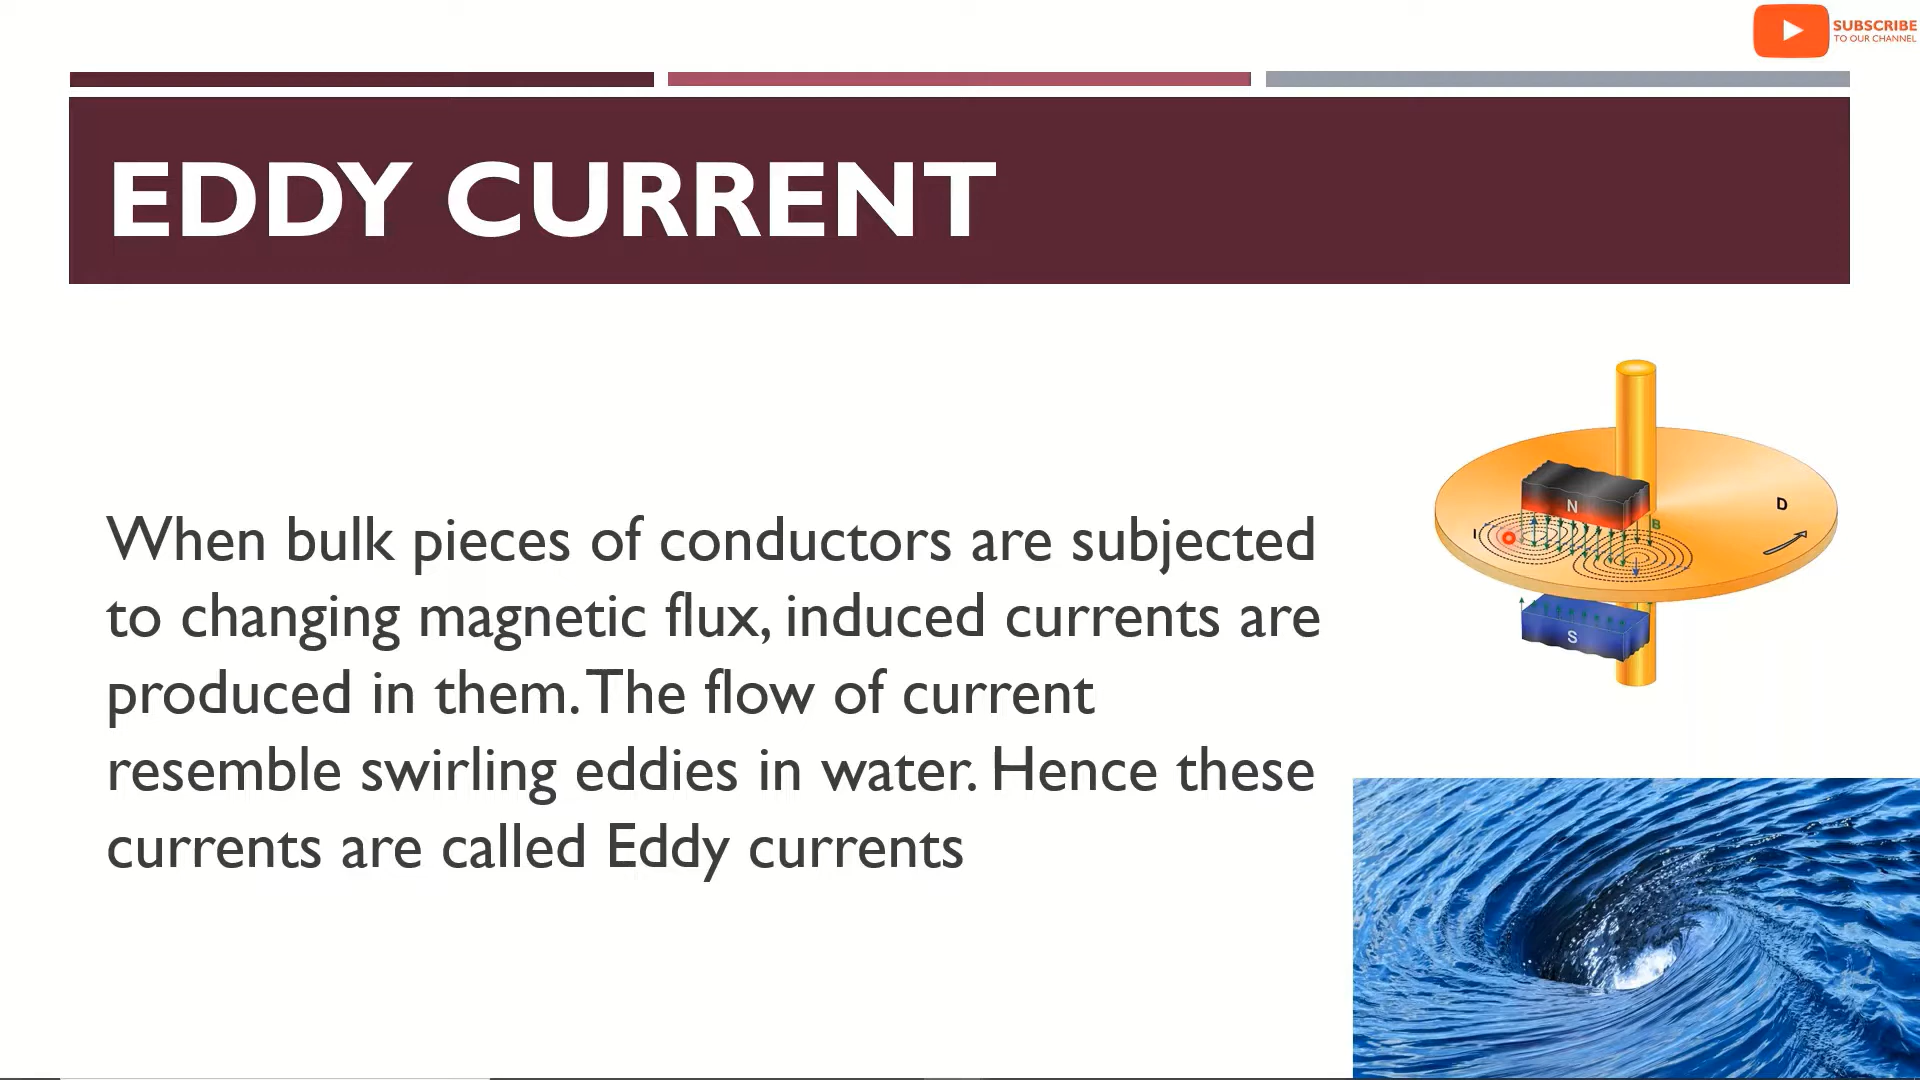 SUBSCRIBE
TO OUR CHANNEL
EDDY CURRENT
When bulk pieces of conductors are subjected
to changing magnetic flux, induced currents are
produced in them. The flow of current
resemble swirling eddies in water. Hence these
currents are called Eddy currents
N
D
B
I
S